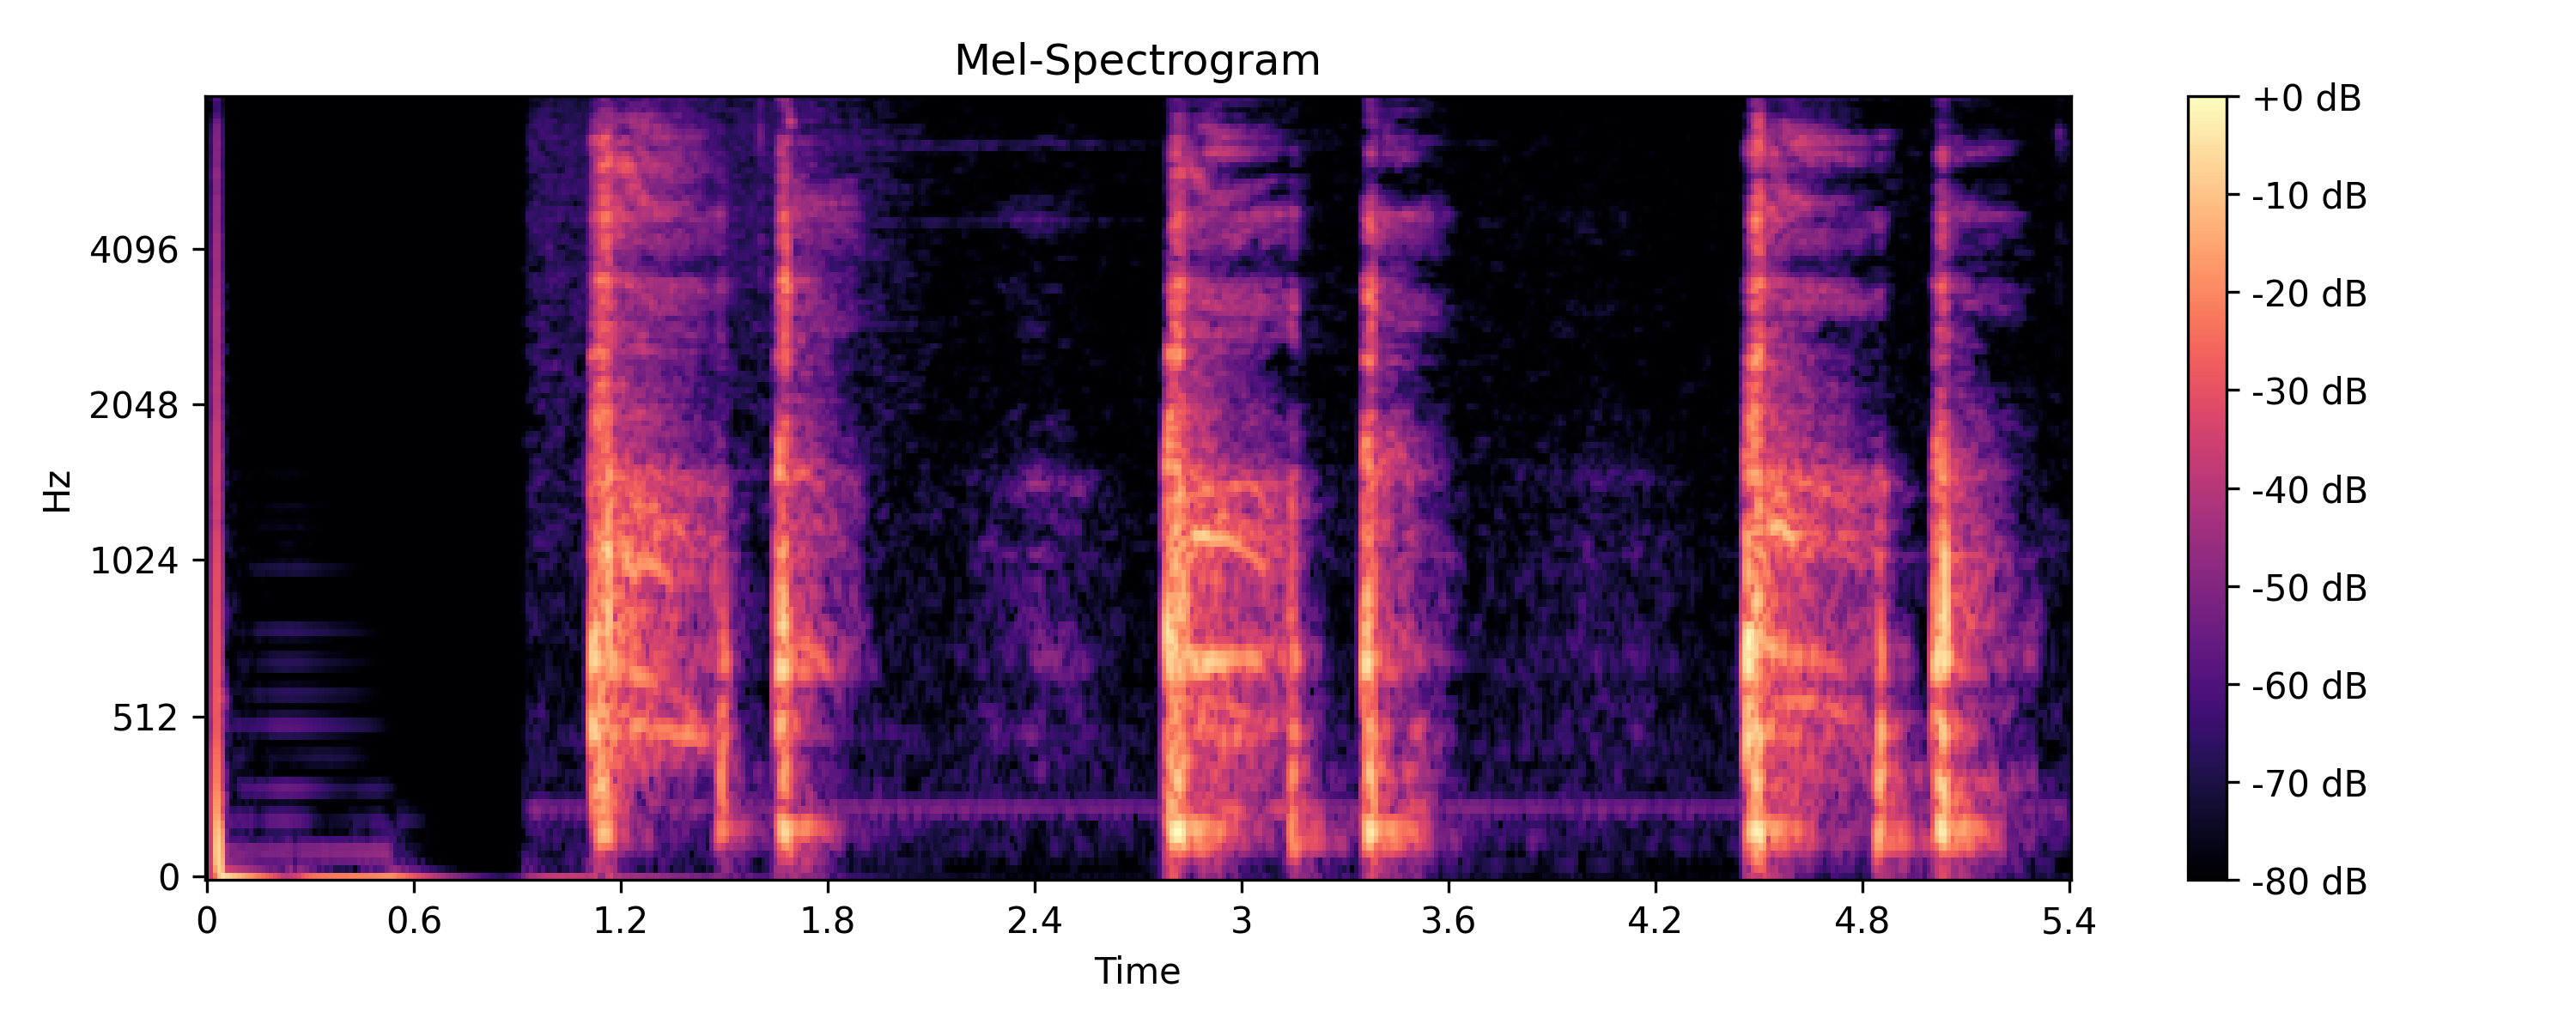 Mel-Spectrogram
+0 dB
-10 dB
-20 dB
-30 dB
-40 dB
-50 dB
-60 dB
-70 dB
-80 dB
Hz
4096
2048
1024
512
0
0 0.6 1.2 1.8 2.4 3 3.6 4.2 4.8 5.4
Time